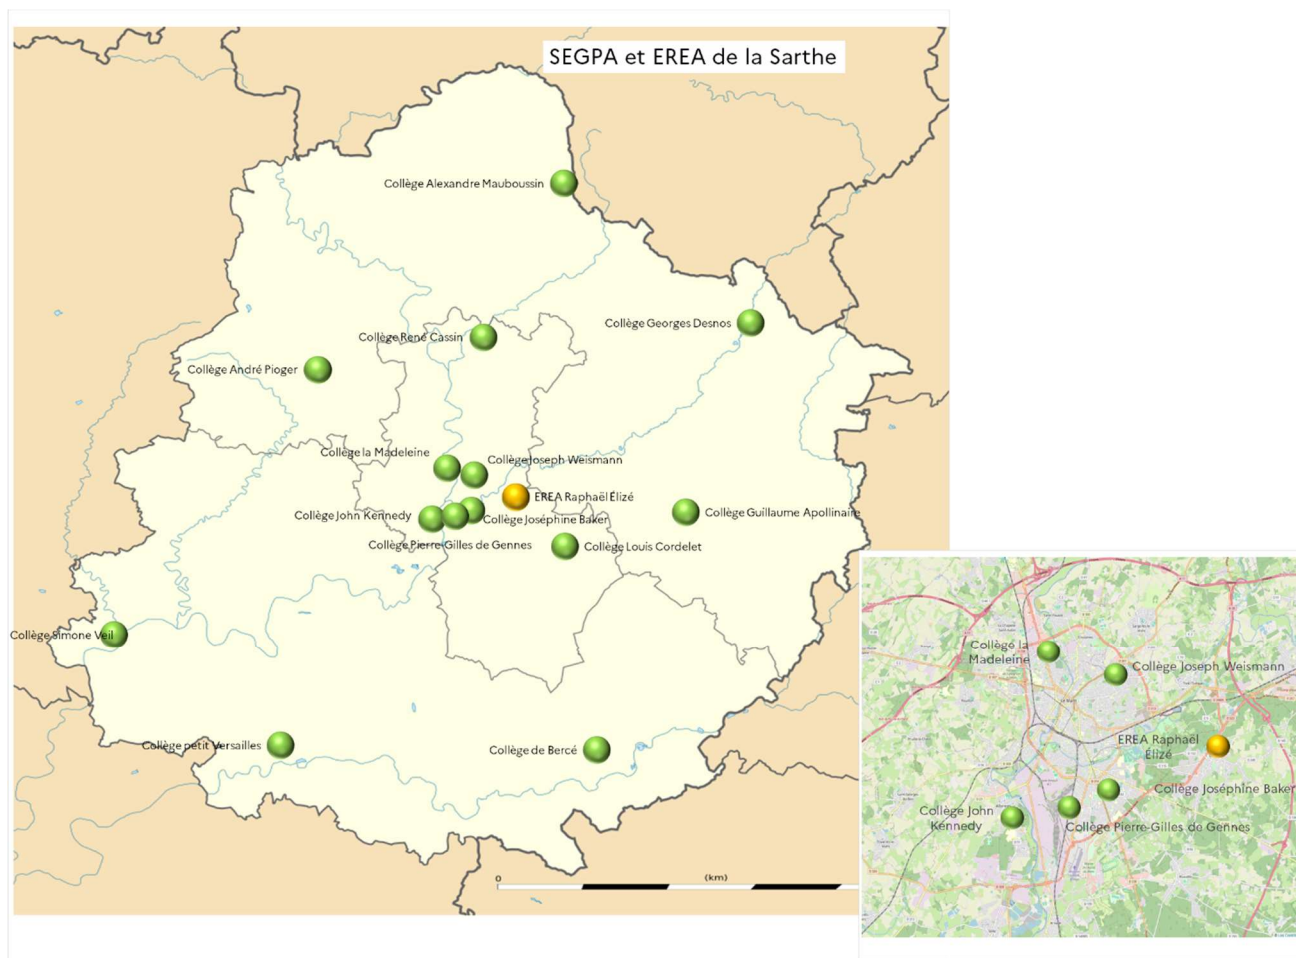 SEGPA et EREA de la Sarthe
Collège Alexandre Mauboussin
Collège Georges Desnos
Collège René Cassin
Collège André Pioger
Collège la Madeleine
Collège Joseph Weismann
EREA Raphaël Élizé
Collège John Kennedy
Collège Joséphine Baker
Collège Guillaume Apollinaire
Collège Pierre-Gilles de Gennes
Collège Louis Cordelet
Collège Simone Veil
Collège petit Versailles
Collège de Bercé
0
(km)
Collège la
Madeleine
Collège Joseph Weismann
EREA Raphaël
Élizé
Collège Joséphine Baker
Collège John
Kennedy
Collège Pierre-Gilles de Gennes